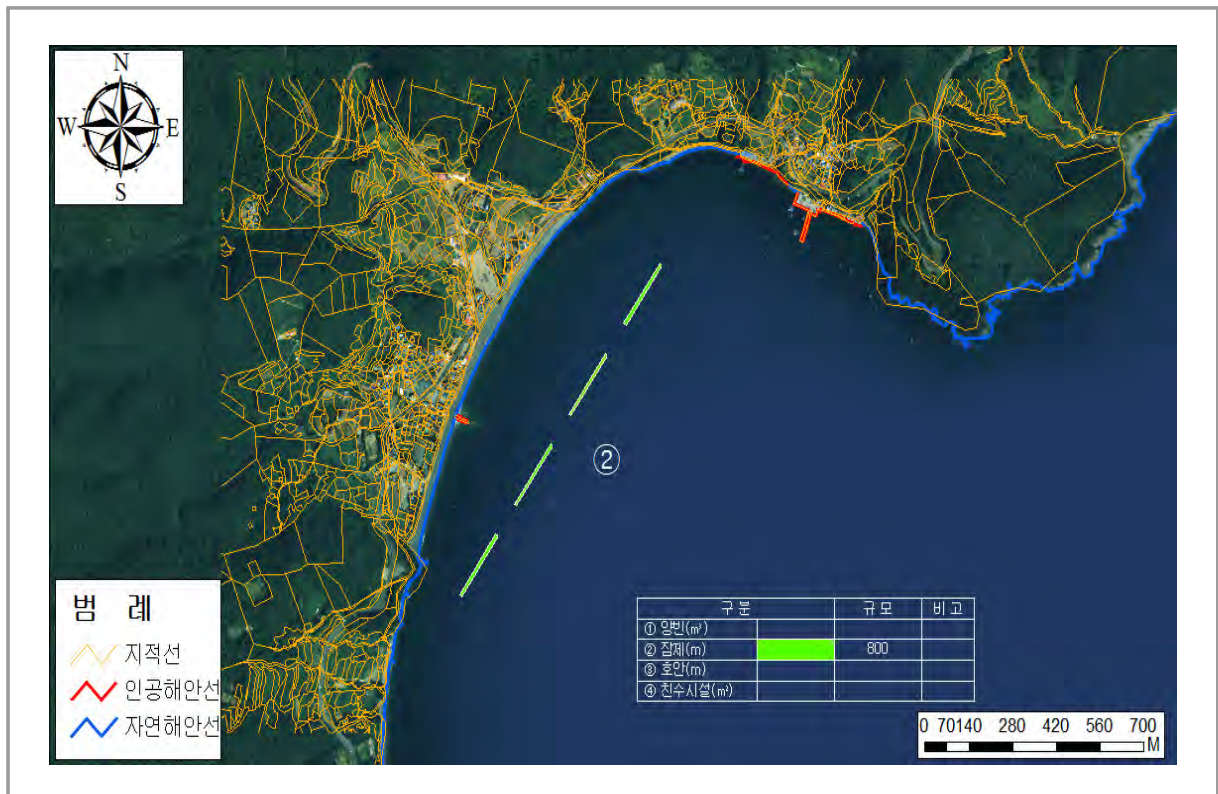 N
W E
S
②
범 례
지적선
인공해안선
자연해안선
구 분 규 모 비 고
① 양빈(m³)
② 잠제(m) 800
③ 호안(m)
④ 친수시설(m²)
0 70140 280 420 560 700
M